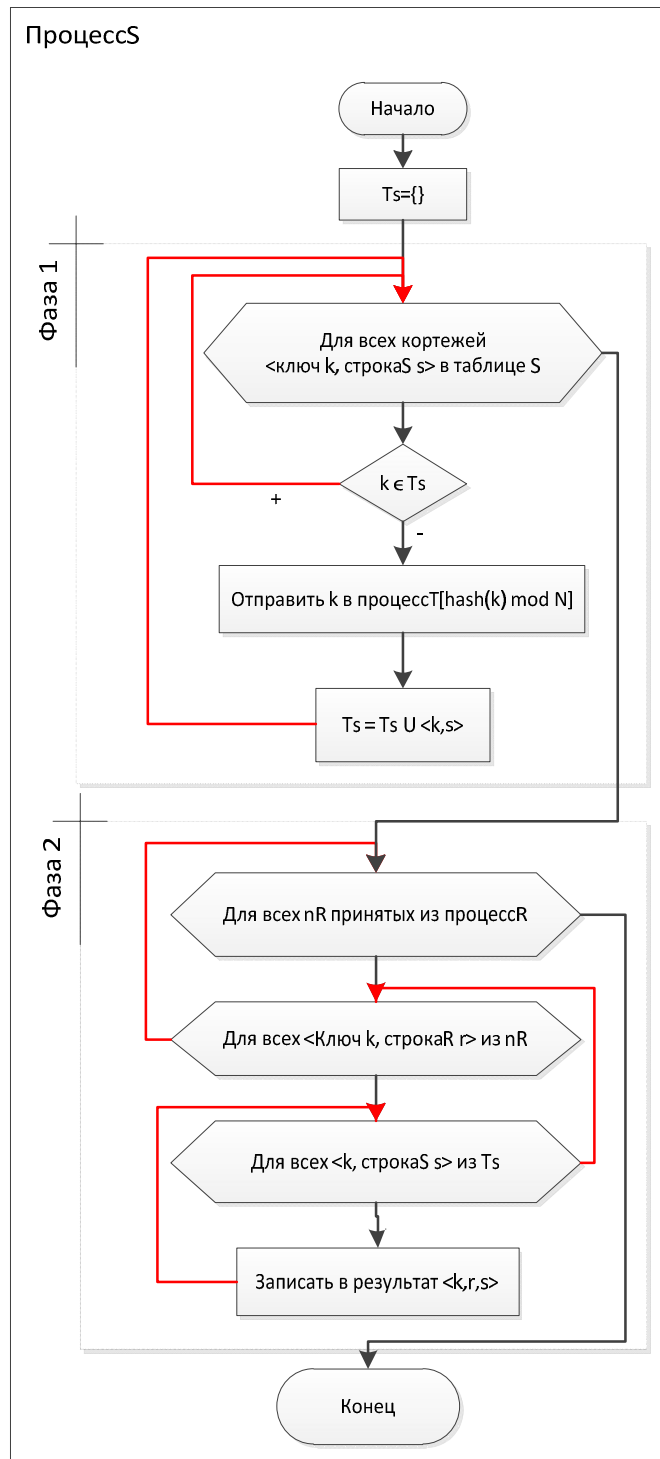 ПроцессS
Начало
Ts={}
Фаза 1
Для всех кортежей
<ключ k, строкаS s> в таблице S
k ϵ Ts
+
-
Отправить k в процессT[hash(k) mod N]
Ts = Ts U <k,s>
Фаза 2
Для всех nR принятых из процессR
Для всех <Ключ k, строкаR r> из nR
Для всех <k, строкаS s> из Ts
Записать в результат <k,r,s>
Конец